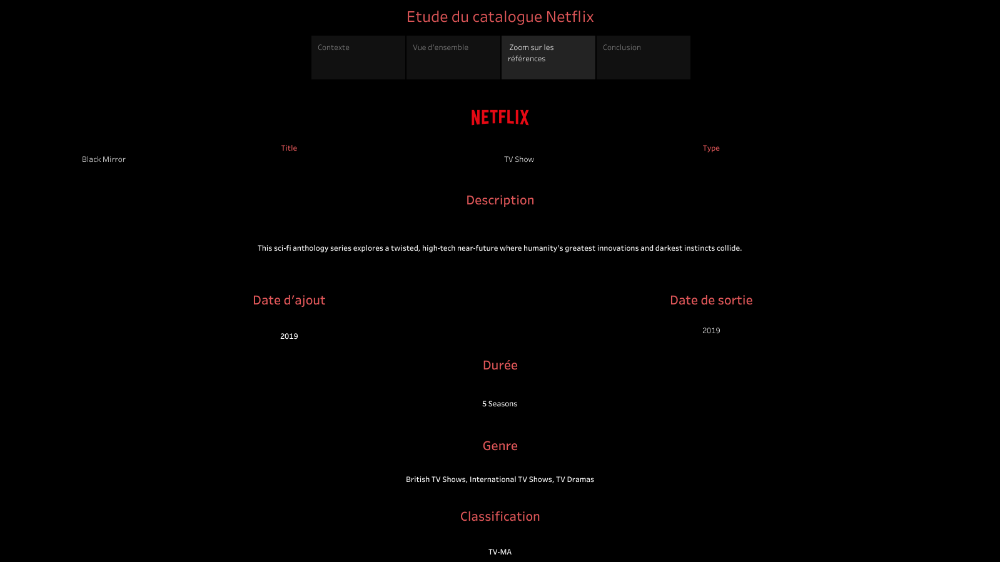 Etude du catalogue Netflix
Contexte
Vue d'ensemble
Zoom sur les
références
Conclusion
NETFLIX
Title
Type
Black Mirror
TV Show
Description
This sci-fi anthology series explores a twisted, high-tech near-future where humanity's greatest innovations and darkest instincts collide.
Date d'ajout
Date de sortie
2019
2019
Durée
5 Seasons
Genre
British TV Shows, International TV Shows, TV Dramas
Classification
TV-MA